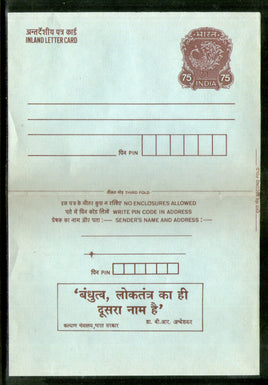 अन्तर्देशीय पत्र कार्ड
INLAND LETTER CARD
भारत
75 75
INDIA
पिन PIN
तीसरा मोड़ THIRD FOLD
इस पत्र के भीतर कुछ न रखिये NO ENCLOSURES ALLOWED
पते में पिन कोड लिखें WRITE PIN CODE IN ADDRESS
प्रेषक का नाम और पता :— SENDER'S NAME AND ADDRESS :—
पिन PIN
'बंधुत्व, लोकतंत्र का ही
दूसरा नाम है'
डा. बी.आर. अम्बेडकर
कल्याण मंत्रालय, भारत सरकार
SECOND FOLD